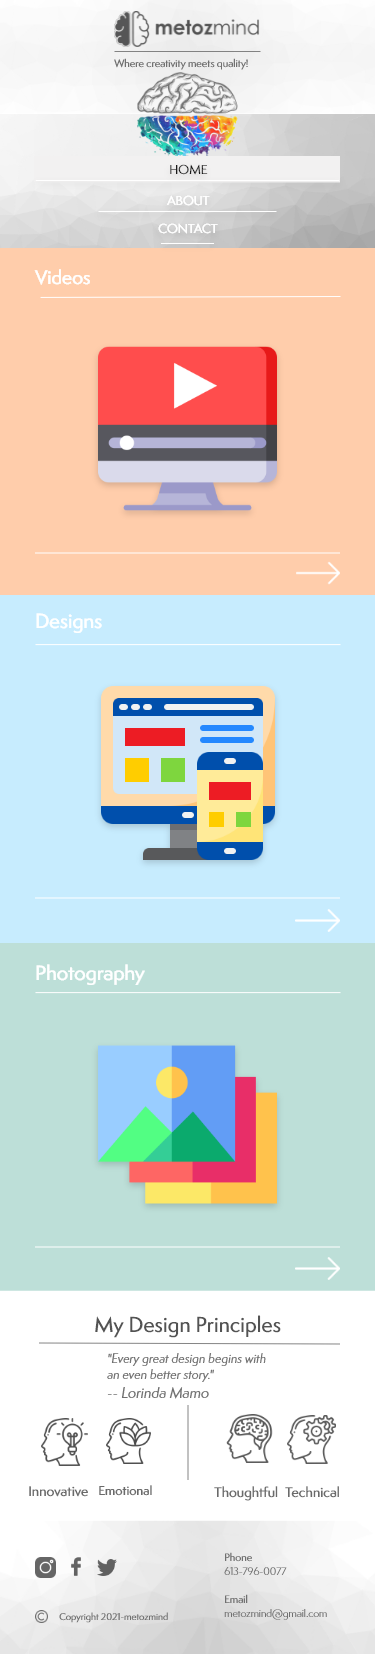 metozmind
Where creativity meets quality!
HOME
ABOUT
CONTACT
Videos
Designs
Photography
My Design Principles
"Every great design begins with
an even better story."
-- Lorinda Mamo
Innovative Emotional Thoughtful Technical
Phone
613-796-0077
Email
metozmind@gmail.com
© Copyright 2021-metozmind